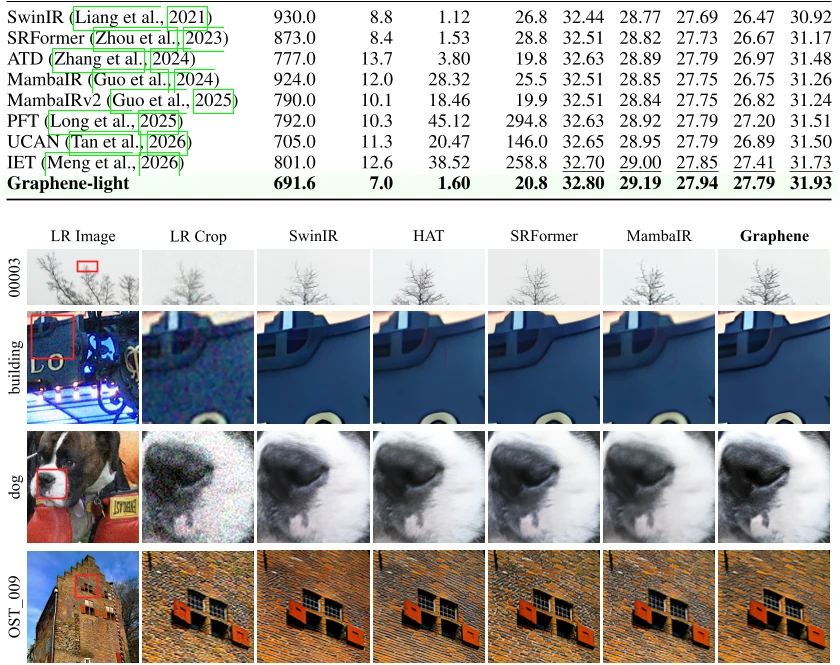 SwinIR (Liang et al., 2021) 930.0 8.8 1.12 26.8 32.44 28.77 27.69 26.47 30.92
SRFormer (Zhou et al., 2023) 873.0 8.4 1.53 28.8 32.51 28.82 27.73 26.67 31.17
ATD (Zhang et al., 2024) 777.0 13.7 3.80 19.8 32.63 28.89 27.79 26.97 31.48
MambaIR (Guo et al., 2024) 924.0 12.0 28.32 25.5 32.51 28.85 27.75 26.75 31.26
MambaIRv2 (Guo et al., 2025) 790.0 10.1 18.46 19.9 32.51 28.84 27.75 26.82 31.24
PFT (Long et al., 2025) 792.0 10.3 45.12 294.8 32.63 28.92 27.79 27.20 31.51
UCAN (Tan et al., 2026) 705.0 11.3 20.47 146.0 32.65 28.95 27.79 26.89 31.50
IET (Meng et al., 2026) 801.0 12.6 38.52 258.8 32.70 29.00 27.85 27.41 31.73
Graphene-light 691.6 7.0 1.60 20.8 32.80 29.19 27.94 27.79 31.93
LR Image LR Crop SwinIR HAT SRFormer MambaIR Graphene
00003
building
LO
dog
EVERLAST
OST_009